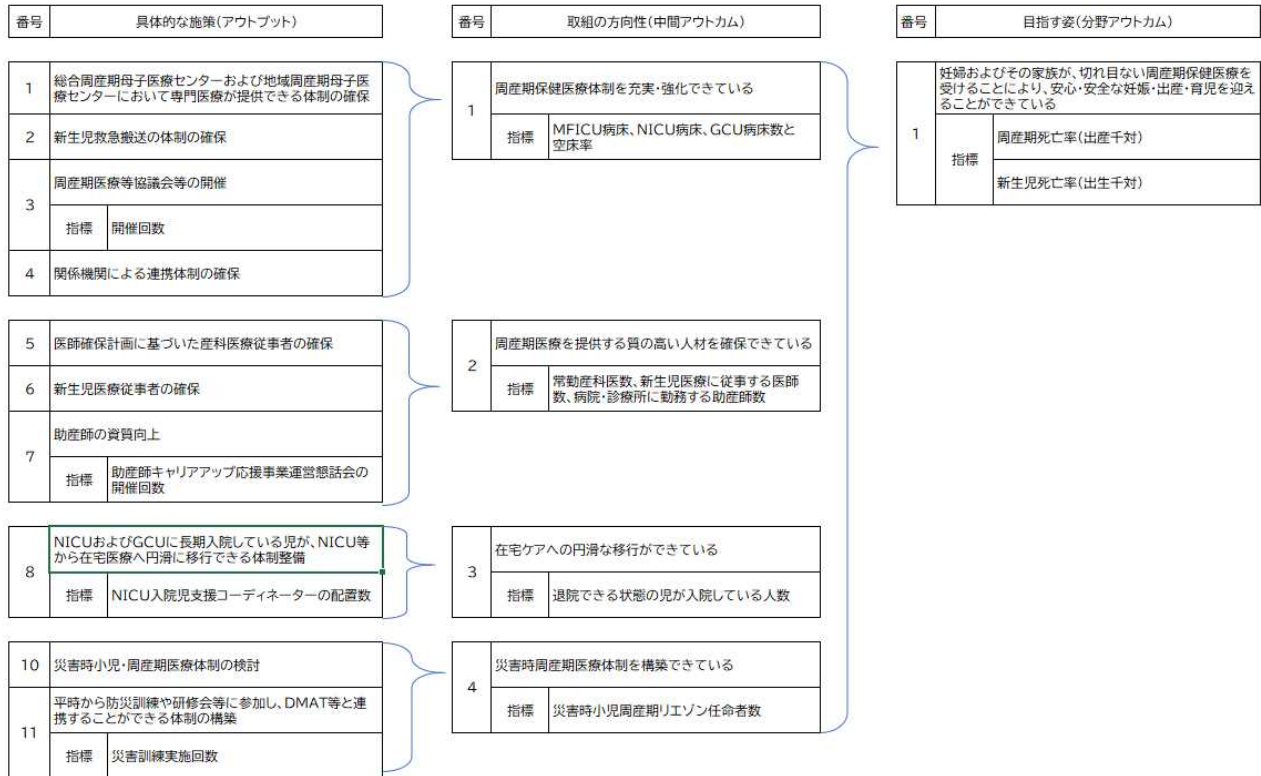 番号
具体的な施策(アウトプット)
番号
取組の方向性(中間アウトカム)
番号
目指す姿(分野アウトカム)
1
総合周産期母子医療センターおよび地域周産期母子医
療センターにおいて専門医療が提供できる体制の確保
2
新生児救急搬送の体制の確保
3
周産期医療等協議会等の開催
指標
開催回数
4
関係機関による連携体制の確保
1
周産期保健医療体制を充実・強化できている
指標
MFICU病床、NICU病床、GCU病床数と
空床率
1
妊婦およびその家族が、切れ目ない周産期保健医療を
受けることにより、安心・安全な妊娠・出産・育児を迎え
ることができている
指標
周産期死亡率(出産千対)
新生児死亡率(出生千対)
5
医師確保計画に基づいた産科医療従事者の確保
6
新生児医療従事者の確保
7
助産師の資質向上
指標
助産師キャリアアップ応援事業運営懇話会の
開催回数
2
周産期医療を提供する質の高い人材を確保できている
指標
常勤産科医数、新生児医療に従事する医師
数、病院・診療所に勤務する助産師数
8
NICUおよびGCUに長期入院している児が、NICU等
から在宅医療へ円滑に移行できる体制整備
指標
NICU入院児支援コーディネーターの配置数
3
在宅ケアへの円滑な移行ができている
指標
退院できる状態の児が入院している人数
10
災害時小児・周産期医療体制の検討
11
平時から防災訓練や研修会等に参加し、DMAT等と連
携することができる体制の構築
指標
災害訓練実施回数
4
災害時周産期医療体制を構築できている
指標
災害時小児周産期リエゾン任命者数